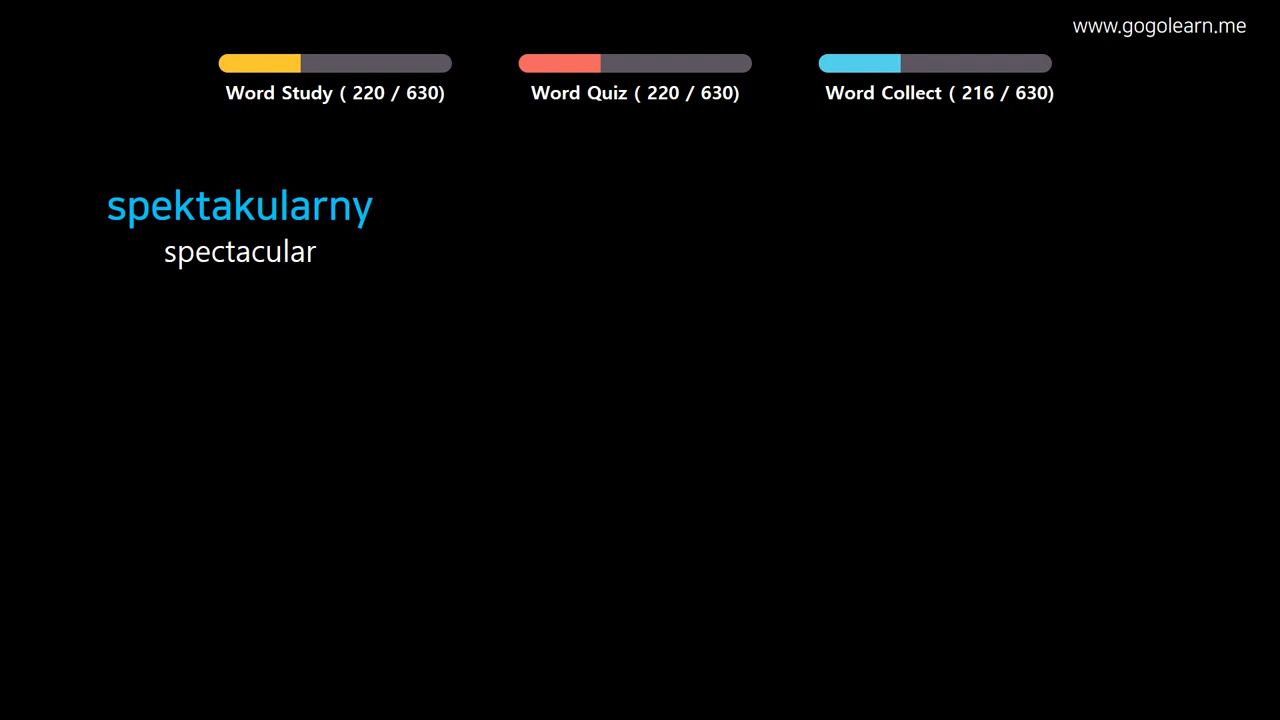 www.gogolearn.me
Word Study ( 220 / 630)
Word Quiz ( 220 / 630)
Word Collect ( 216 / 630)
spektakularny
spectacular